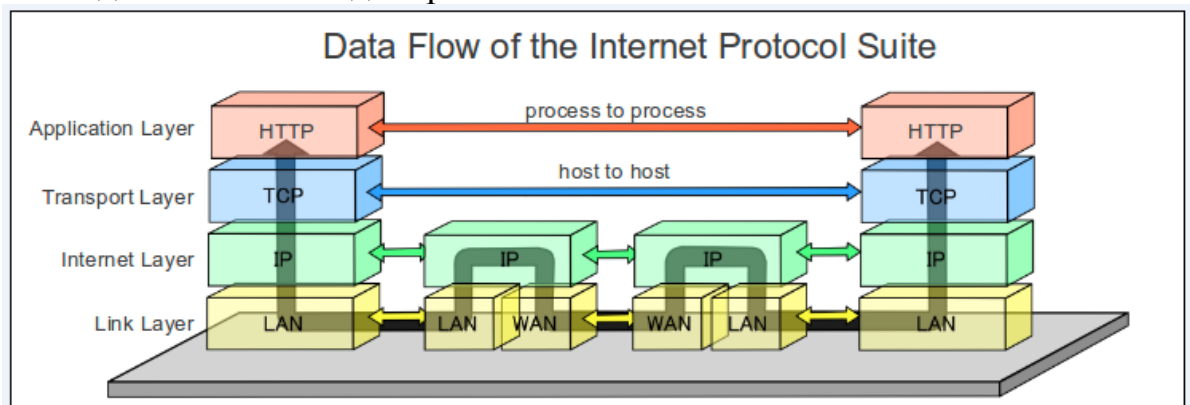 Data Flow of the Internet Protocol Suite
Application Layer HTTP process to process HTTP
Transport Layer TCP host to host TCP
Internet Layer IP IP IP IP
Link Layer LAN LAN WAN WAN LAN LAN